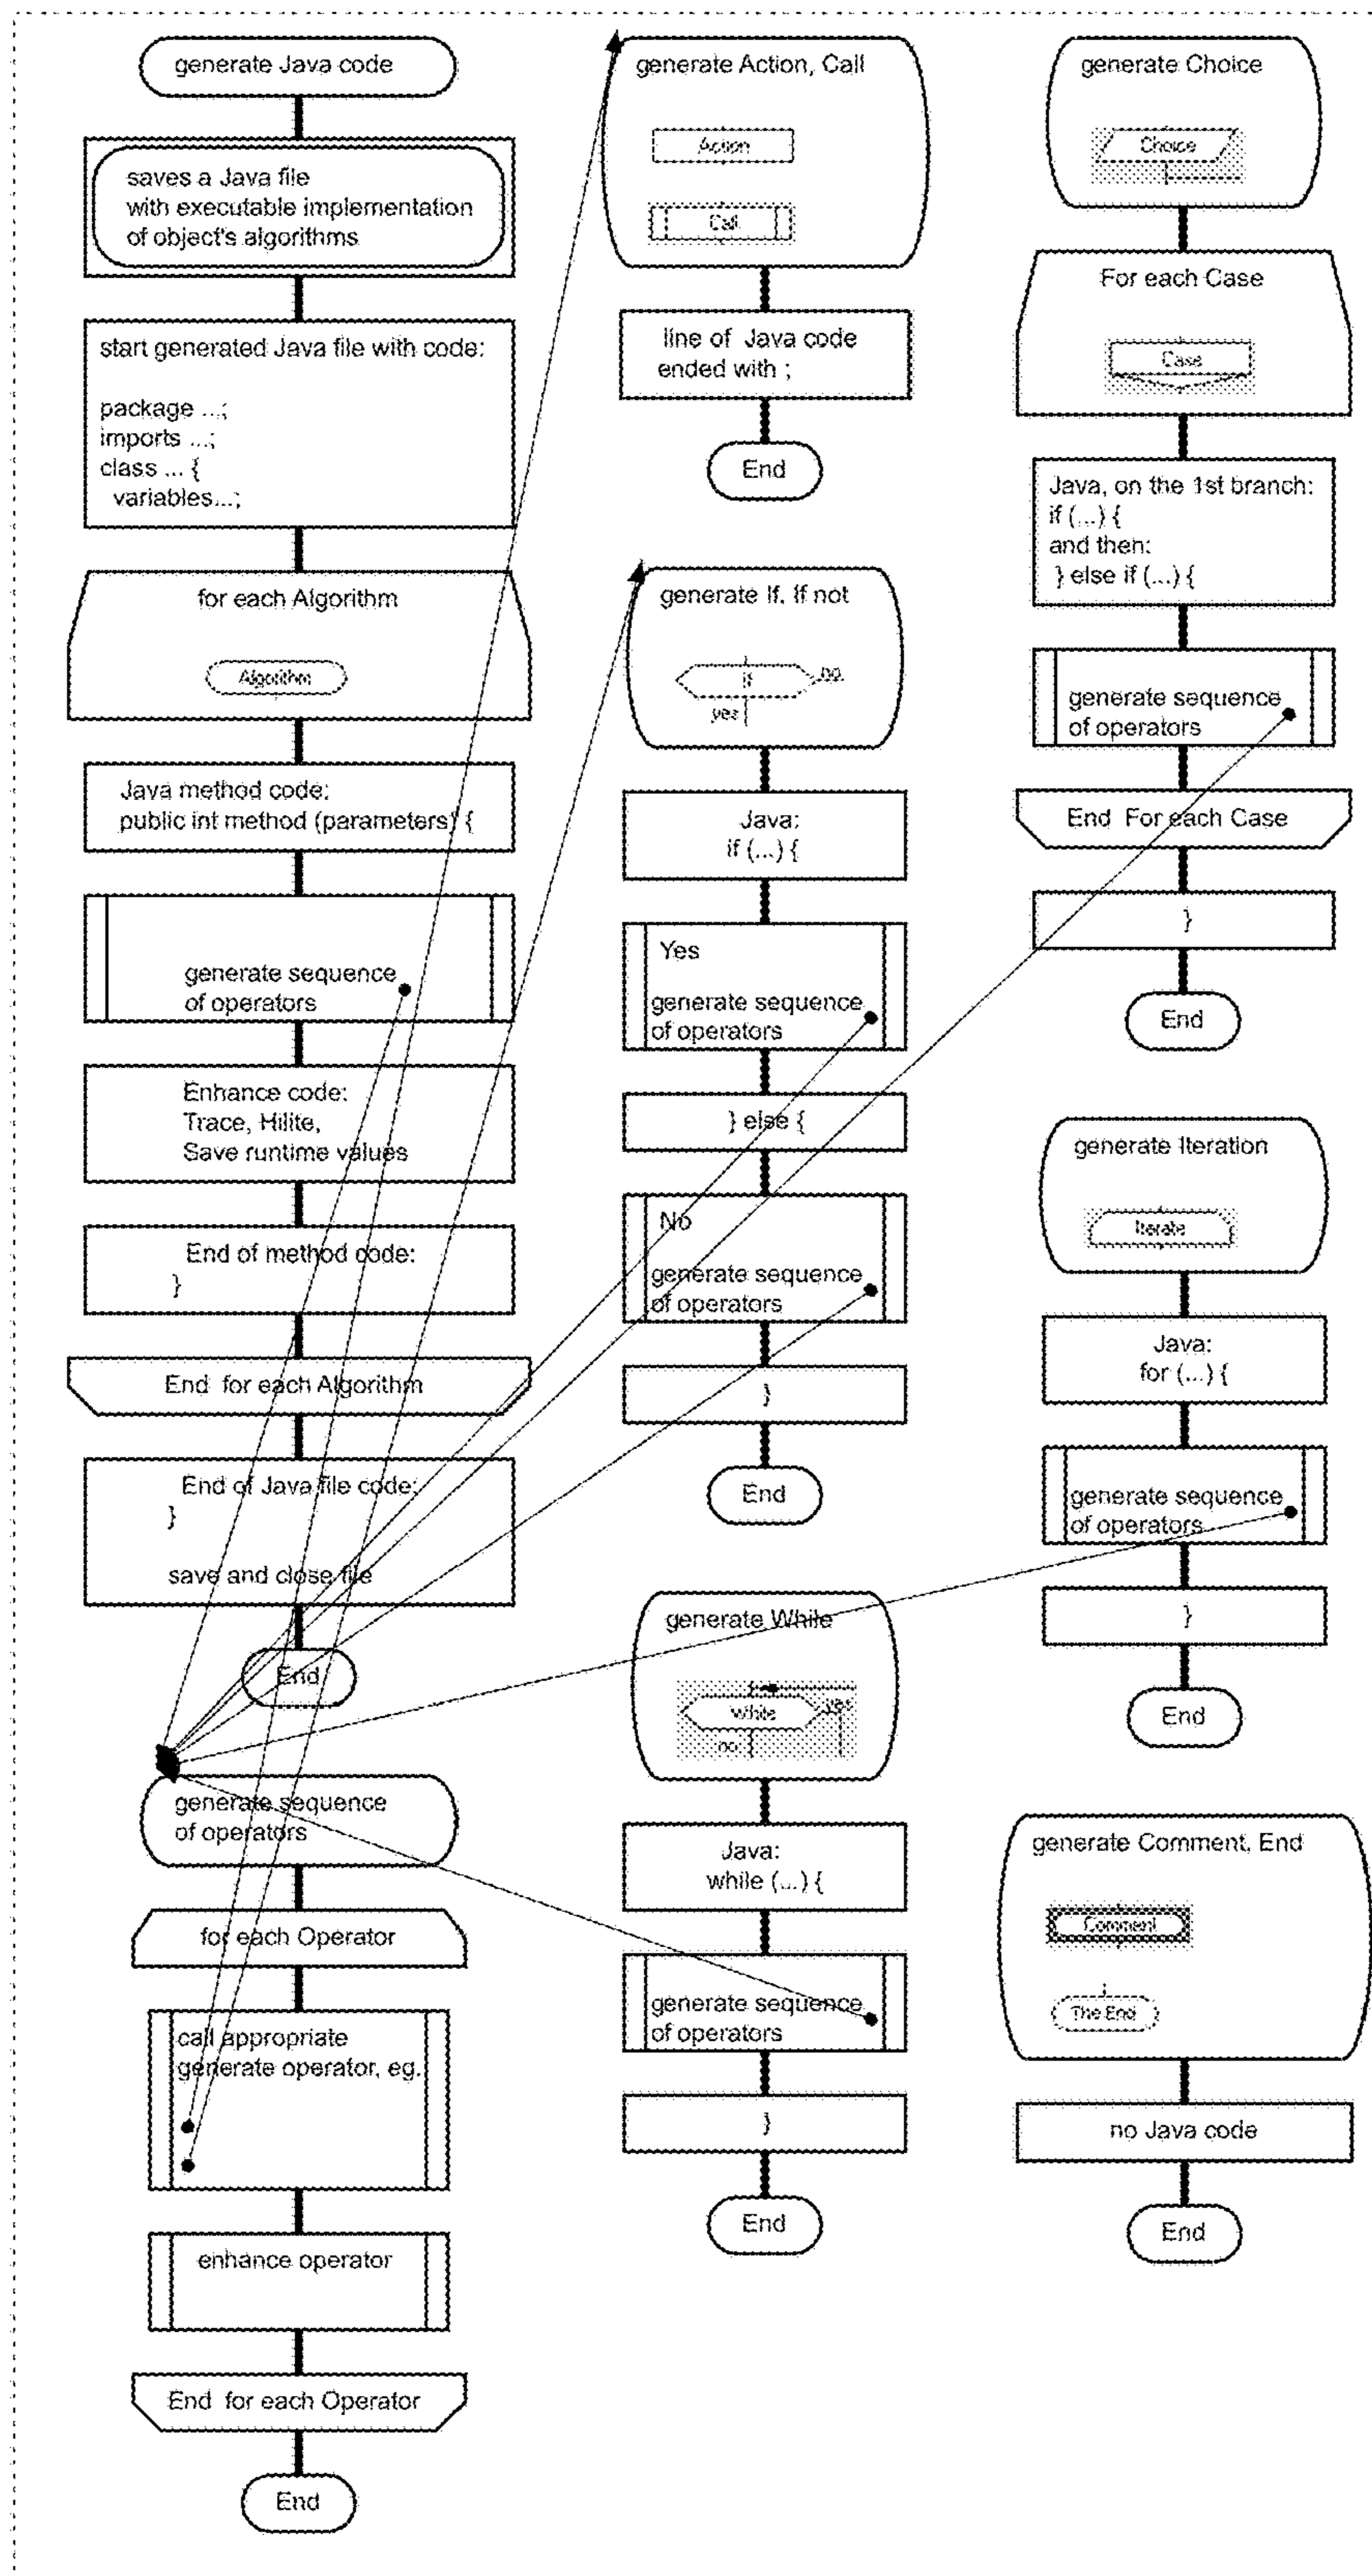 generate Java code
saves a Java file
with executable implementation
of object's algorithms
start generated Java file with code:
package ...;
imports ...;
class ... {
variables...;
for each Algorithm
Algorithm
Java method code:
public int method (parameters) {
generate sequence
of operators
Enhance code:
Trace, Hilite,
Save runtime values
End of method code:
}
End for each Algorithm
End of Java file code:
}
save and close file
End
generate sequence
of operators
for each Operator
call appropriate
generate operator, eg.
enhance operator
End for each Operator
End
generate Action, Call
Action
Call
line of Java code
ended with ;
End
generate If, If not
If
no
yes
Java:
if (...) {
Yes
generate sequence
of operators
} else {
No
generate sequence
of operators
}
End
generate While
While
yes
no
Java:
while (...) {
generate sequence
of operators
}
End
generate Choice
Choice
For each Case
Case
Java, on the 1st branch:
if (...) {
and then:
} else if (...) {
generate sequence
of operators
End For each Case
}
End
generate Iteration
Iterate
Java:
for (...) {
generate sequence
of operators
}
End
generate Comment, End
Comment
The End
no Java code
End